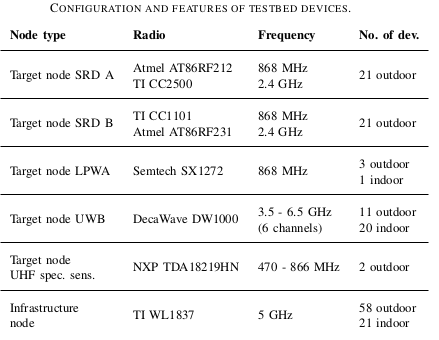 CONFIGURATION AND FEATURES OF TESTBED DEVICES.
Node type Radio Frequency No. of dev.
Target node SRD A Atmel AT86RF212 868 MHz 21 outdoor
TI CC2500 2.4 GHz
Target node SRD B TI CC1101 868 MHz 21 outdoor
Atmel AT86RF231 2.4 GHz
Target node LPWA Semtech SX1272 868 MHz 3 outdoor
1 indoor
Target node UWB DecaWave DW1000 3.5 - 6.5 GHz 11 outdoor
(6 channels) 20 indoor
Target node
UHF spec. sens. NXP TDA18219HN 470 - 866 MHz 2 outdoor
Infrastructure 58 outdoor
node TI WL1837 5 GHz 21 indoor